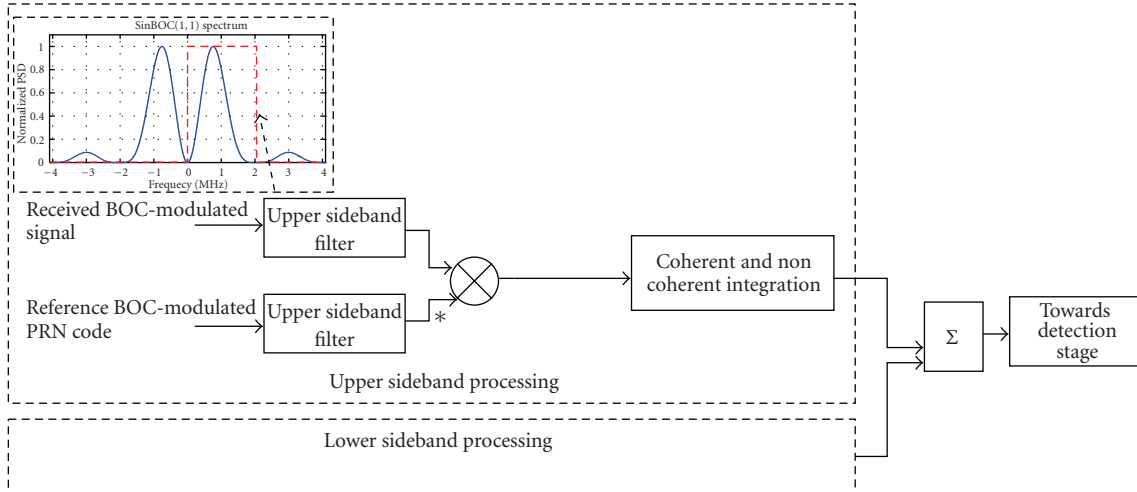 SinBOC(1, 1) spectrum
Normalized PSD
1
0.8
0.6
0.4
0.2
0
−4 −3 −2 −1 0 1 2 3 4
Frequecy (MHz)
Received BOC-modulated
signal
Upper sideband
filter
Reference BOC-modulated
PRN code
Upper sideband
filter
*
Coherent and non
coherent integration
Upper sideband processing
Σ
Towards
detection
stage
Lower sideband processing